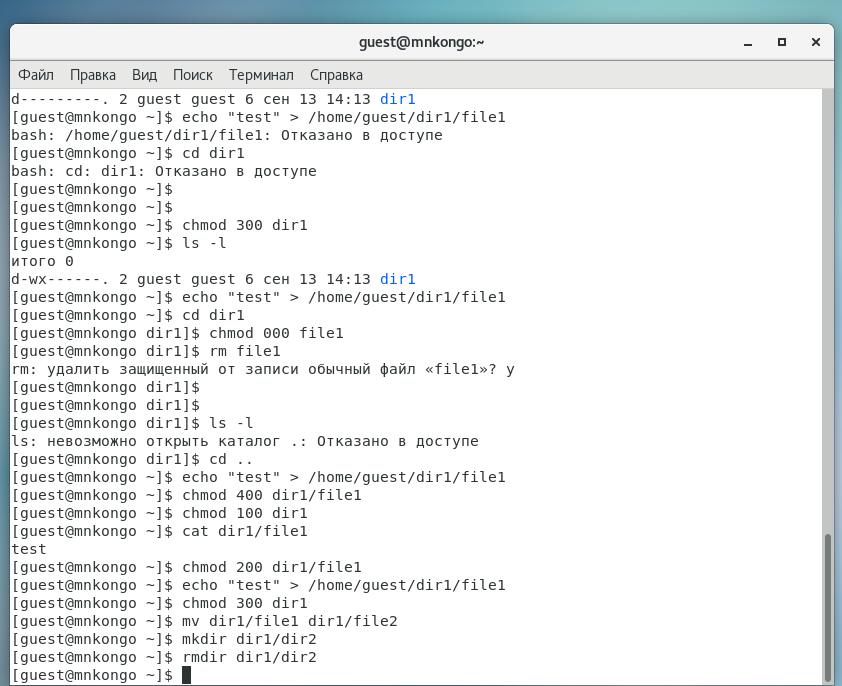 guest@mnkongo:~
Файл Правка Вид Поиск Терминал Справка
d---------. 2 guest guest 6 сен 13 14:13 dir1
[guest@mnkongo ~]$ echo "test" > /home/guest/dir1/file1
bash: /home/guest/dir1/file1: Отказано в доступе
[guest@mnkongo ~]$ cd dir1
bash: cd: dir1: Отказано в доступе
[guest@mnkongo ~]$
[guest@mnkongo ~]$
[guest@mnkongo ~]$ chmod 300 dir1
[guest@mnkongo ~]$ ls -l
итого 0
d-wx------. 2 guest guest 6 сен 13 14:13 dir1
[guest@mnkongo ~]$ echo "test" > /home/guest/dir1/file1
[guest@mnkongo ~]$ cd dir1
[guest@mnkongo dir1]$ chmod 000 file1
[guest@mnkongo dir1]$ rm file1
rm: удалить защищенный от записи обычный файл «file1»? y
[guest@mnkongo dir1]$
[guest@mnkongo dir1]$
[guest@mnkongo dir1]$ ls -l
ls: невозможно открыть каталог .: Отказано в доступе
[guest@mnkongo dir1]$ cd ..
[guest@mnkongo ~]$ echo "test" > /home/guest/dir1/file1
[guest@mnkongo ~]$ chmod 400 dir1/file1
[guest@mnkongo ~]$ chmod 100 dir1
[guest@mnkongo ~]$ cat dir1/file1
test
[guest@mnkongo ~]$ chmod 200 dir1/file1
[guest@mnkongo ~]$ echo "test" > /home/guest/dir1/file1
[guest@mnkongo ~]$ chmod 300 dir1
[guest@mnkongo ~]$ mv dir1/file1 dir1/file2
[guest@mnkongo ~]$ mkdir dir1/dir2
[guest@mnkongo ~]$ rmdir dir1/dir2
[guest@mnkongo ~]$